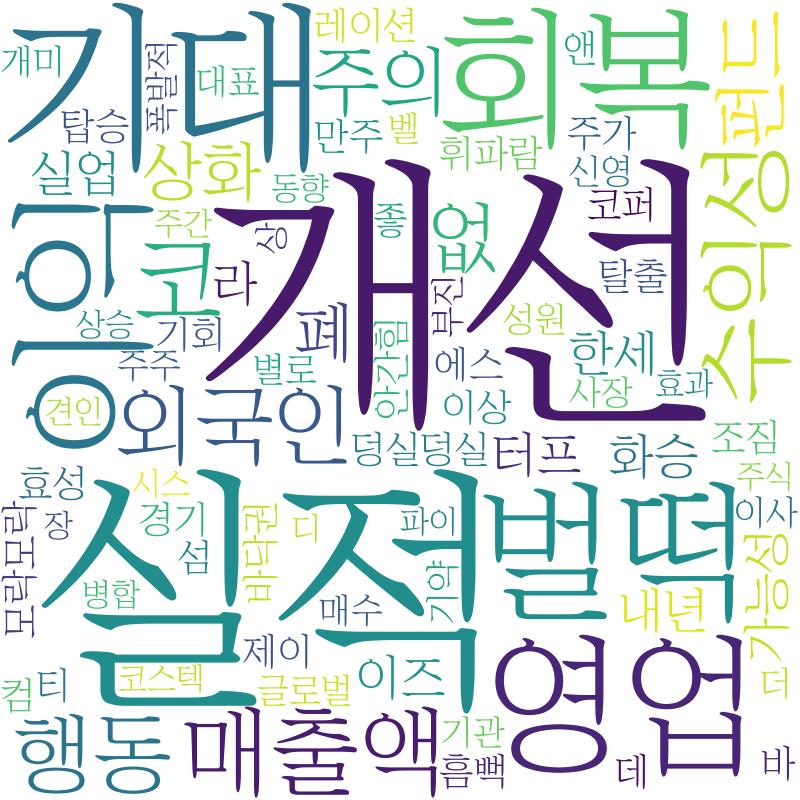 개선
실적
기대
회복
이익
영업
벌떡
매출액
외국인
행동
수익성
펀드
주의
상화
코
없
폐
라
실업
탑승
개미
폭발적
대표
레이션
만주
벨
앤
휘파람
주가
신영
동향
주간
상
좋
코퍼
탈출
부진
성원
한세
사장
효과
상승
기회
주주
별로
안간힘
에스
이상
견인
덩실덩실
터프
화승
조짐
주식
이사
가능성
내년
더
효성
시스
경기
디
파이
모락모락
장
섬
바닥권
기약
병합
매수
제이
이즈
컴
티
코스텍
글로벌
기관
흠뻑
데
바